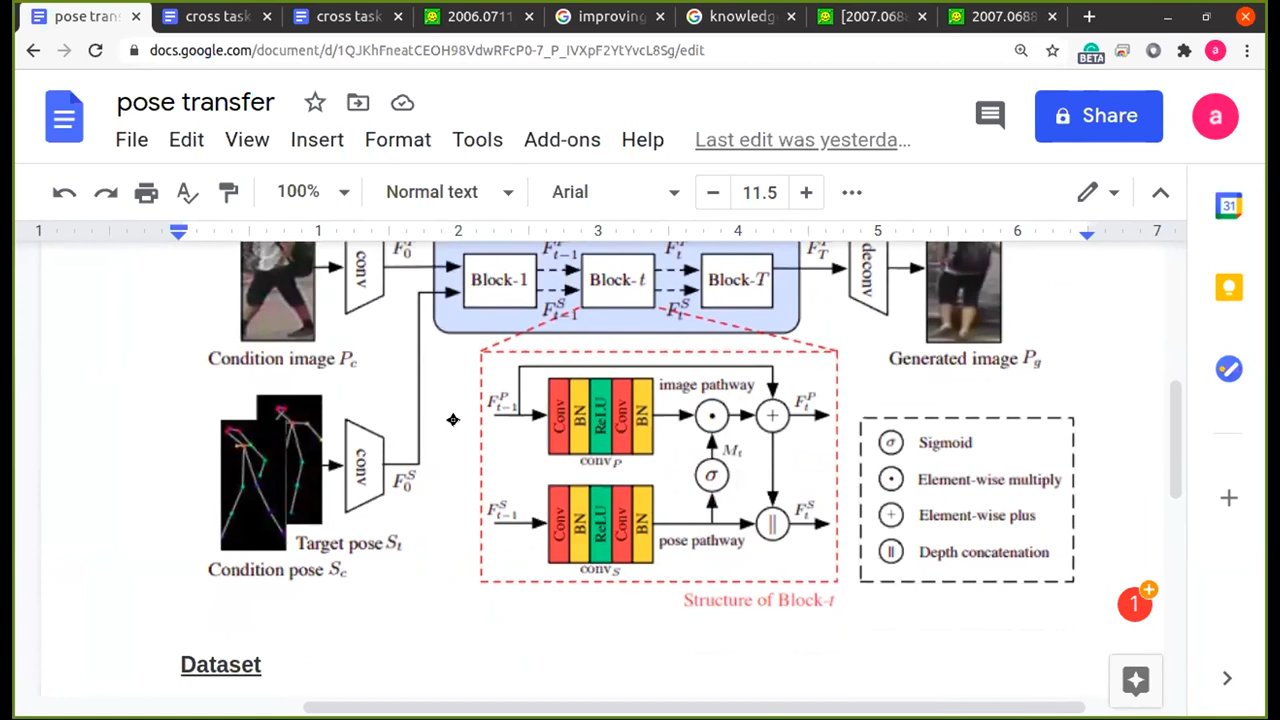 pose transfer
cross task
cross task
2006.0711
improving
knowledg
[2007.068
2007.0688
docs.google.com/document/d/1QJKhFneatCEOH98VdwRFcP0-7_P_IVXpF2YtYvcL8Sg/edit
BETA
a
pose transfer
Share
a
File Edit View Insert Format Tools Add-ons Help Last edit was yesterda...
100% Normal text Arial 11.5
31
1 1 2 3 4 5 6 7
conv
Block-1
Block-t
Block-T
deconv
Condition image Pc
Generated image Pg
image pathway
Conv BN ReLU Conv BN
convP
Mt
σ
Conv BN ReLU Conv BN
convS
pose pathway
conv
Target pose St
Condition pose Sc
σ Sigmoid
Element-wise multiply
+ Element-wise plus
|| Depth concatenation
Structure of Block-t
1
Dataset